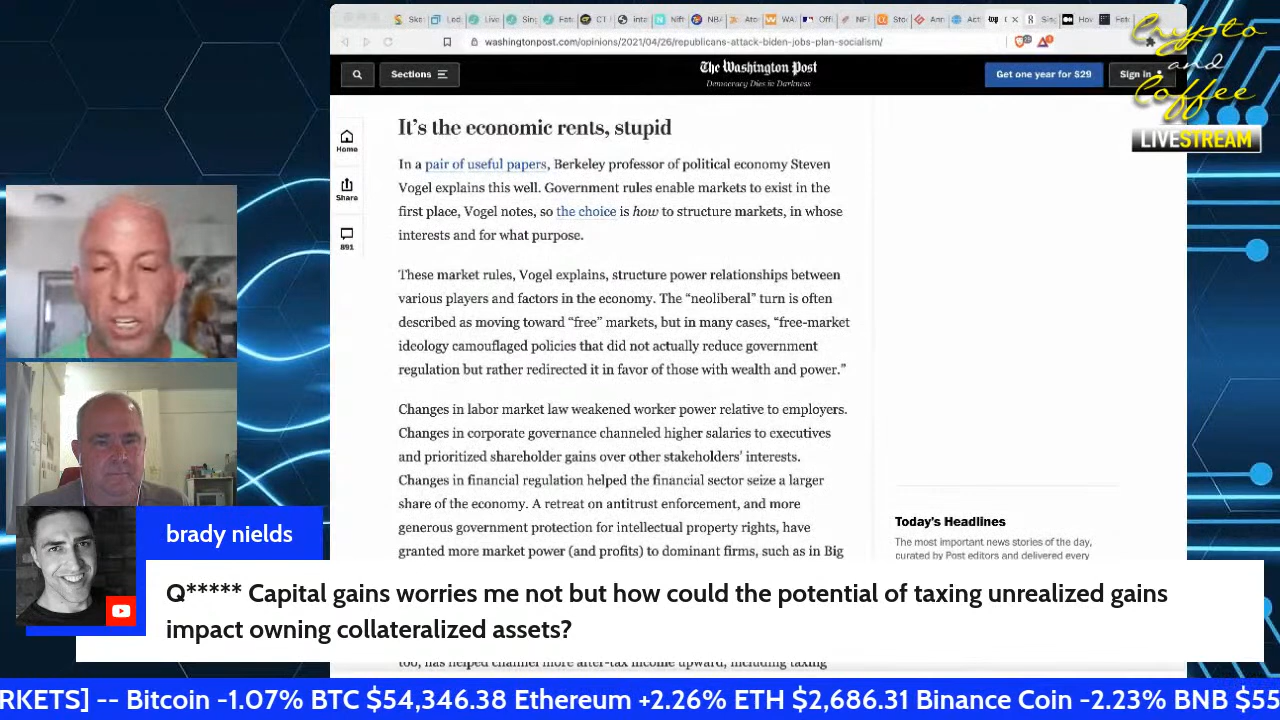 washingtonpost.com/opinions/2021/04/26/republicans-attack-biden-jobs-plan-socialism/
Crypto
and
Coffee
LIVESTREAM
Sections
The Washington Post
Democracy Dies in Darkness
Get one year for $29
Sign in
Home
Share
891
It's the economic rents, stupid
In a pair of useful papers, Berkeley professor of political economy Steven
Vogel explains this well. Government rules enable markets to exist in the
first place, Vogel notes, so the choice is how to structure markets, in whose
interests and for what purpose.
These market rules, Vogel explains, structure power relationships between
various players and factors in the economy. The “neoliberal” turn is often
described as moving toward “free” markets, but in many cases, “free-market
ideology camouflaged policies that did not actually reduce government
regulation but rather redirected it in favor of those with wealth and power.”
Changes in labor market law weakened worker power relative to employers.
Changes in corporate governance channeled higher salaries to executives
and prioritized shareholder gains over other stakeholders' interests.
Changes in financial regulation helped the financial sector seize a larger
share of the economy. A retreat on antitrust enforcement, and more
generous government protection for intellectual property rights, have
granted more market power (and profits) to dominant firms, such as in Big
Today's Headlines
The most important news stories of the day,
curated by Post editors and delivered every
brady nields
Q***** Capital gains worries me not but how could the potential of taxing unrealized gains
impact owning collateralized assets?
too, has helped channel more after-tax income upward, including taxing
RKETS] -- Bitcoin -1.07% BTC $54,346.38 Ethereum +2.26% ETH $2,686.31 Binance Coin -2.23% BNB $55